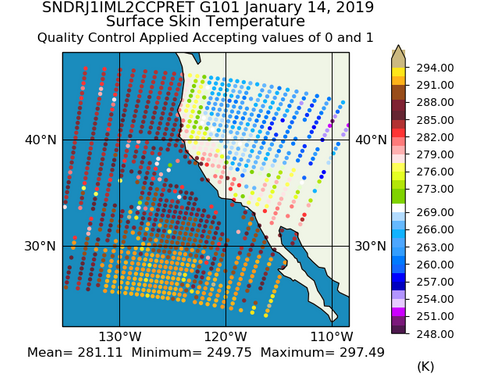 SNDRJ1IML2CCPRET G101 January 14, 2019
Surface Skin Temperature
Quality Control Applied Accepting values of 0 and 1
294.00
291.00
288.00
285.00
282.00
279.00
276.00
273.00
269.00
266.00
263.00
260.00
257.00
254.00
251.00
248.00
40°N 40°N
30°N 30°N
130°W 120°W 110°W
Mean= 281.11 Minimum= 249.75 Maximum= 297.49
(K)